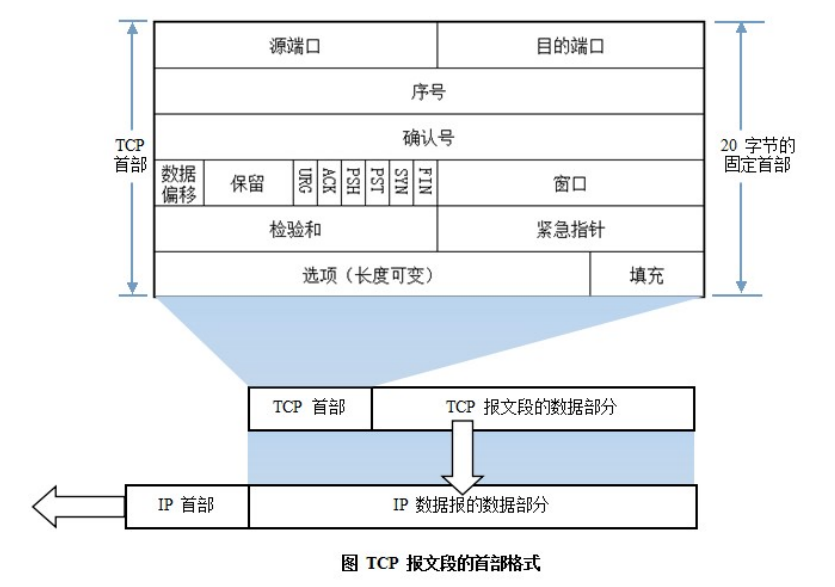 源端口 目的端口
序号
TCP
首部
确认号
20 字节的
固定首部
数据
偏移
保留
URG
ACK
PSH
PST
SYN
FIN
窗口
检验和 紧急指针
选项（长度可变） 填充
TCP 首部 TCP 报文段的数据部分
IP 首部 IP 数据报的数据部分
图 TCP 报文段的首部格式